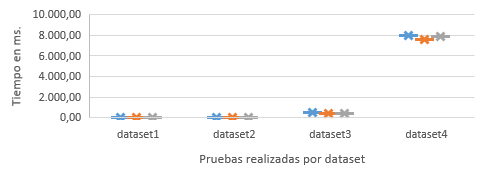 10.000,00
8.000,00
6.000,00
4.000,00
2.000,00
0,00
Tiempo en ms.
dataset1 dataset2 dataset3 dataset4
Pruebas realizadas por dataset